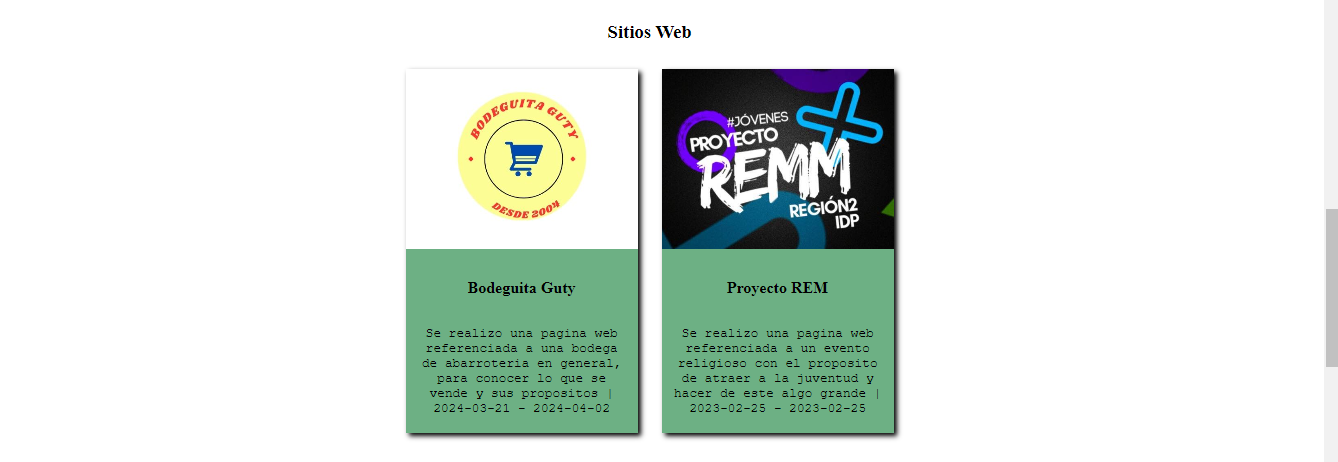 Sitios Web
BODEGUITA GUTY
DESDE 2004
#JÓVENES
PROYECTO
REMM
REGIÓN2
IDP
Bodeguita Guty
Se realizo una pagina web
referenciada a una bodega
de abarroteria en general,
para conocer lo que se
vende y sus propositos |
2024-03-21 - 2024-04-02
Proyecto REM
Se realizo una pagina web
referenciada a un evento
religioso con el proposito
de atraer a la juventud y
hacer de este algo grande |
2023-02-25 - 2023-02-25